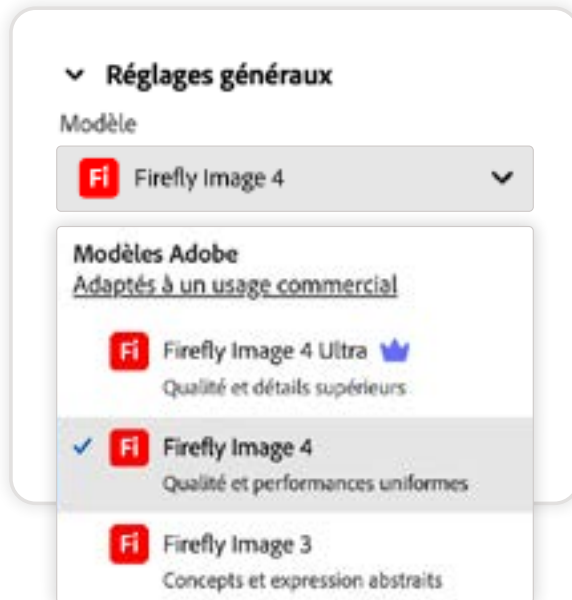 Réglages généraux
Modèle
Fi Firefly Image 4
Modèles Adobe
Adaptés à un usage commercial
Fi Firefly Image 4 Ultra
Qualité et détails supérieurs
Fi Firefly Image 4
Qualité et performances uniformes
Fi Firefly Image 3
Concepts et expression abstraits